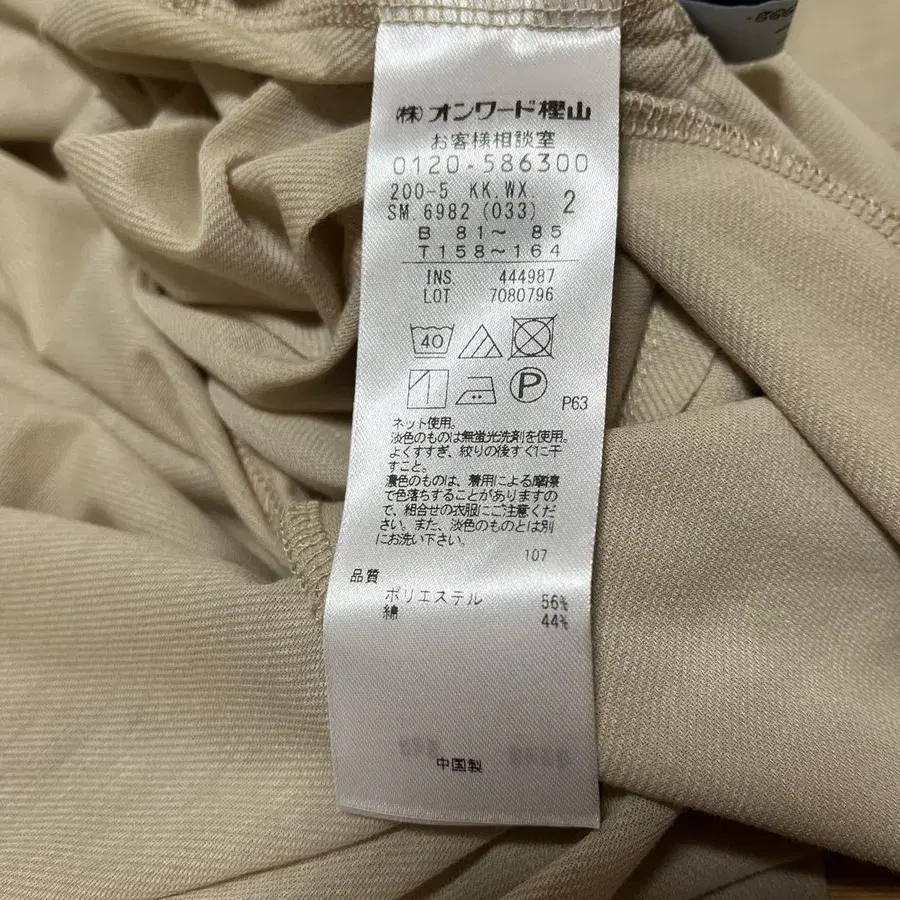 ㈱オンワード樫山
お客様相談室
0120-586300
200-5 KK.WX.
SM 6982 (033) 2
B 81～ 85
T158～164
INS 444987
LOT 7080796
40
P
P63
ネット使用。
淡色のものは無蛍光洗剤を使用。
よくすすぎ、絞りの後すぐに干
すこと。
濃色のものは、着用による摩擦
で色落ちすることがありますの
で、組合せの衣服にご注意くだ
さい。また、淡色のものとは別
にお洗い下さい。
107
品質
ポリエステル 56%
綿 44%
中国製